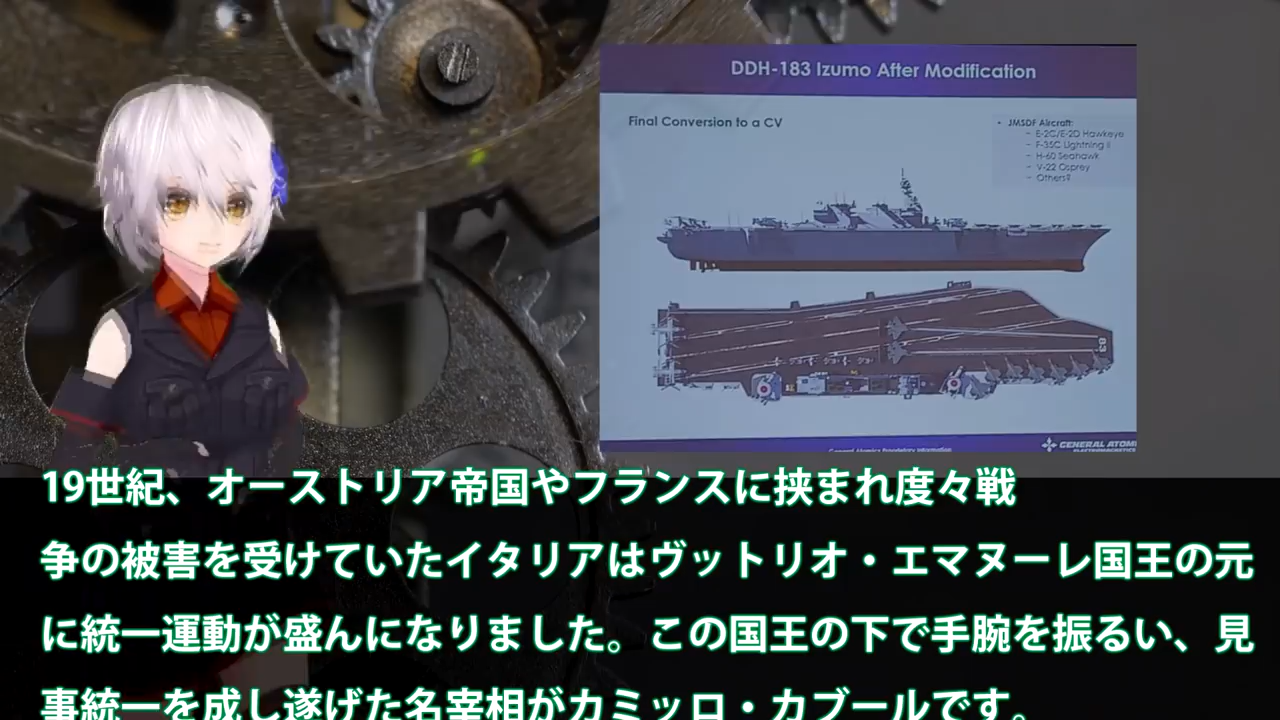 DDH-183 Izumo After Modification
Final Conversion to a CV
• JMSDF Aircraft:
– E-2C/E-2D Hawkeye
– F-35C Lightning II
– H-60 Seahawk
– V-22 Osprey
– Others?
83
General Atomics Proprietary Information
GENERAL ATOMI
ELECTROMAGNETICS
19世紀、オーストリア帝国やフランスに挟まれ度々戦
争の被害を受けていたイタリアはヴットリオ・エマヌーレ国王の元
に統一運動が盛んになりました。この国王の下で手腕を振るい、見
事統一を成し遂げた名宰相がカミッロ・カブールです。